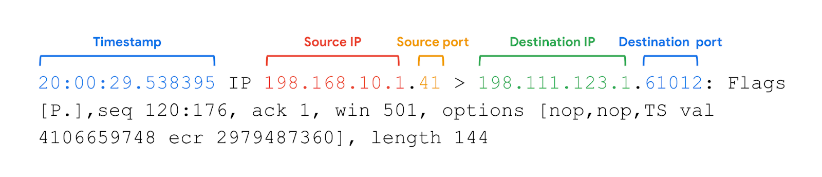 Timestamp Source IP Source port Destination IP Destination port
20:00:29.538395 IP 198.168.10.1.41 > 198.111.123.1.61012: Flags
[P.],seq 120:176, ack 1, win 501, options [nop,nop,TS val
4106659748 ecr 2979487360], length 144